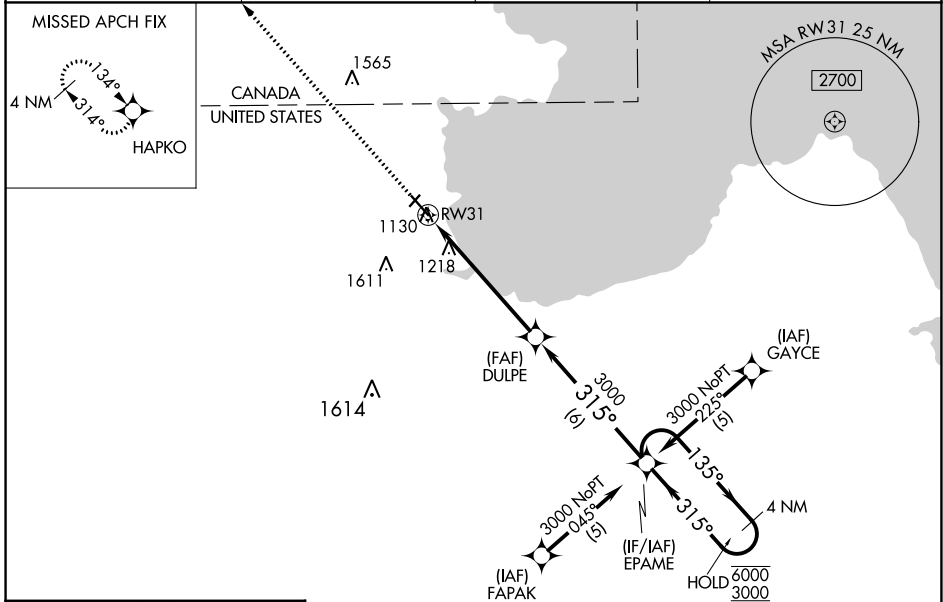 MISSED APCH FIX
134°
4 NM
314°
HAPKO
1565
CANADA
UNITED STATES
MSA RW31 25 NM
2700
RW31
1130
1218
1611
(FAF)
DULPE
(IAF)
GAYCE
1614
3000
315°
(6)
3000 NoPT
225°
(5)
135°
4 NM
315°
3000 NoPT
045°
(5)
(IF/IAF)
EPAME
(IAF)
FAPAK
HOLD
6000
3000